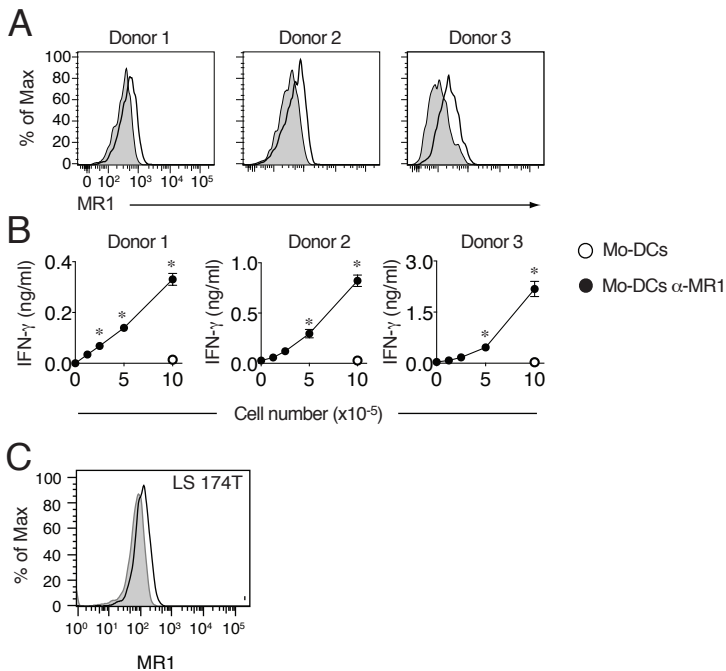 A
Donor 1 Donor 2 Donor 3
% of Max
100
80
60
40
20
0
0 10² 10³ 10⁴ 10⁵
MR1
B
Donor 1 Donor 2 Donor 3
IFN-γ (ng/ml)
0.4
0.2
0.0
0 5 10
* * *
IFN-γ (ng/ml)
1.0
0.5
0.0
0 5 10
* *
IFN-γ (ng/ml)
3.0
1.5
0.0
0 5 10
* *
Mo-DCs
Mo-DCs α-MR1
Cell number (x10⁻⁵)
C
LS 174T
% of Max
100
80
60
40
20
0
10⁰ 10¹ 10² 10³ 10⁴ 10⁵
MR1